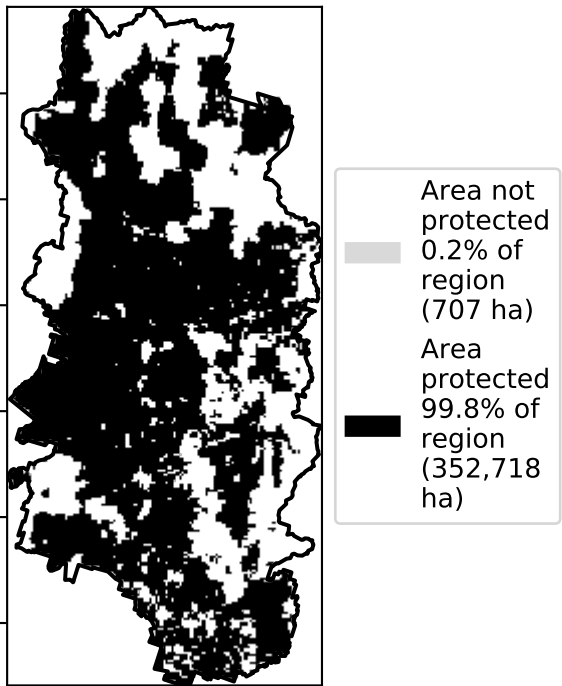 Area not
protected
0.2% of
region
(707 ha)
Area
protected
99.8% of
region
(352,718
ha)